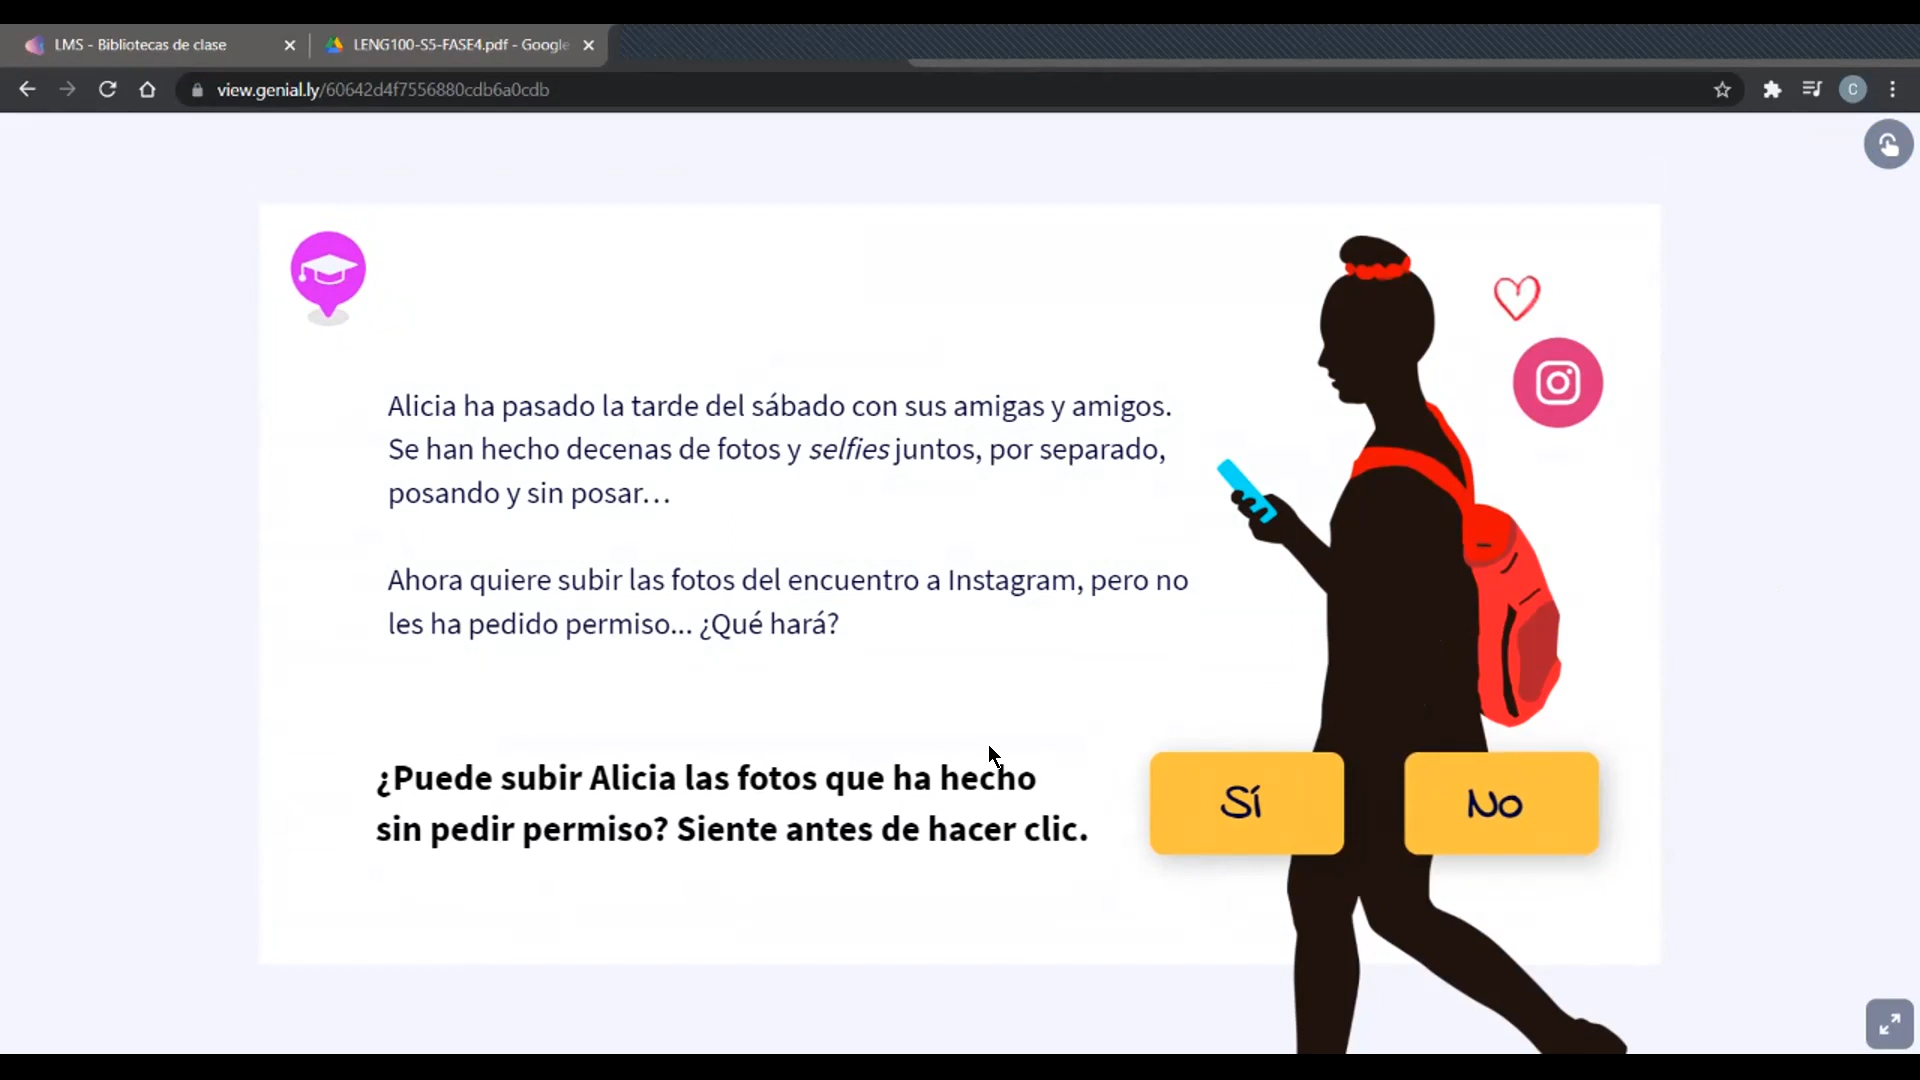 LMS - Bibliotecas de clase
LENG100-S5-FASE4.pdf - Google
view.genial.ly/60642d4f7556880cdb6a0cdb
C
Alicia ha pasado la tarde del sábado con sus amigas y amigos.
Se han hecho decenas de fotos y selfies juntos, por separado,
posando y sin posar...
Ahora quiere subir las fotos del encuentro a Instagram, pero no
les ha pedido permiso... ¿Qué hará?
¿Puede subir Alicia las fotos que ha hecho
sin pedir permiso? Siente antes de hacer clic.
SÍ
No